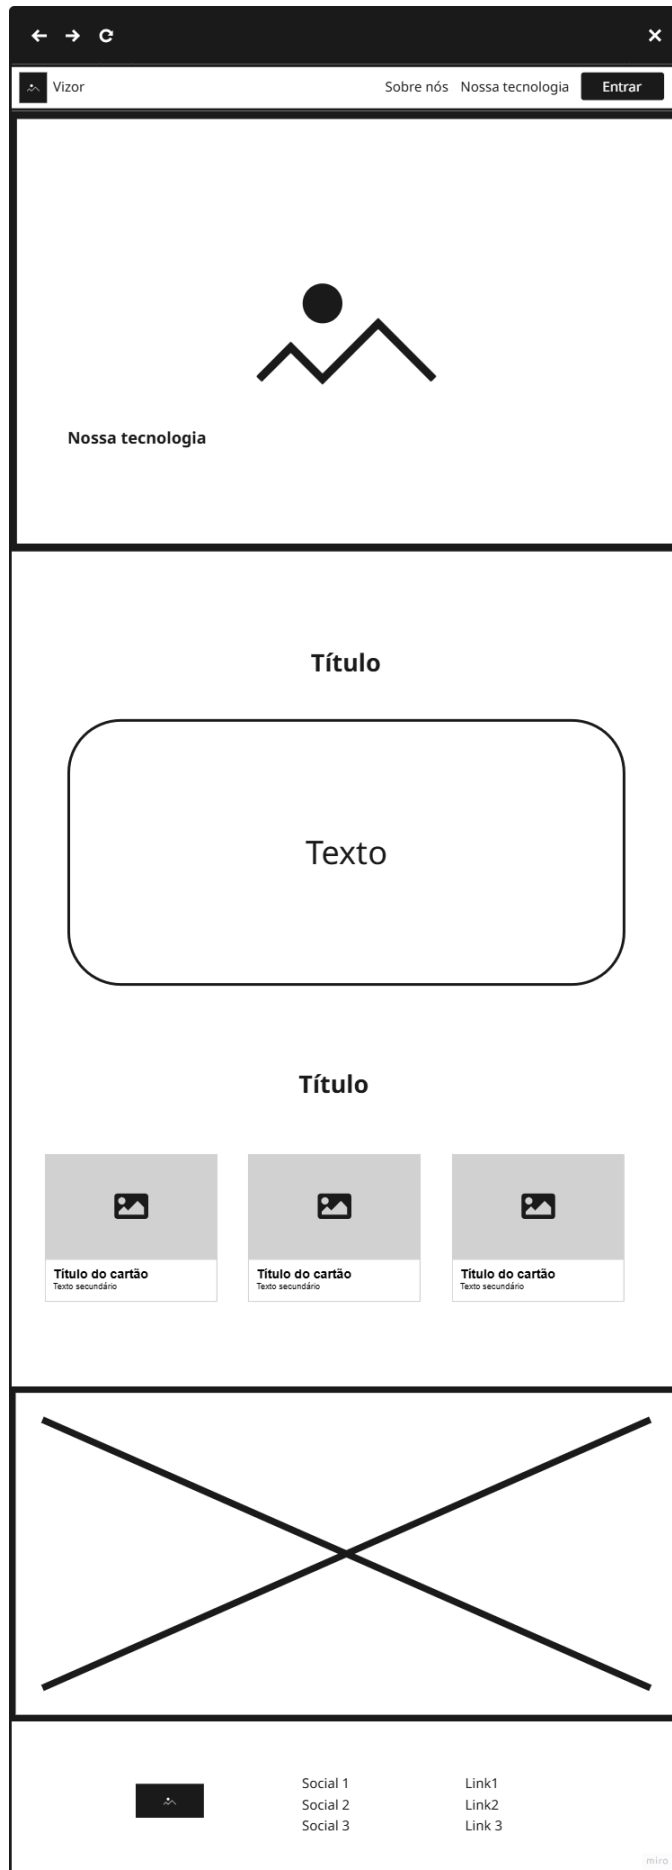 Vizor
Sobre nós
Nossa tecnologia
Entrar
Nossa tecnologia
Título
Texto
Título
Título do cartão
Texto secundário
Título do cartão
Texto secundário
Título do cartão
Texto secundário
Social 1
Social 2
Social 3
Link1
Link2
Link 3
miro